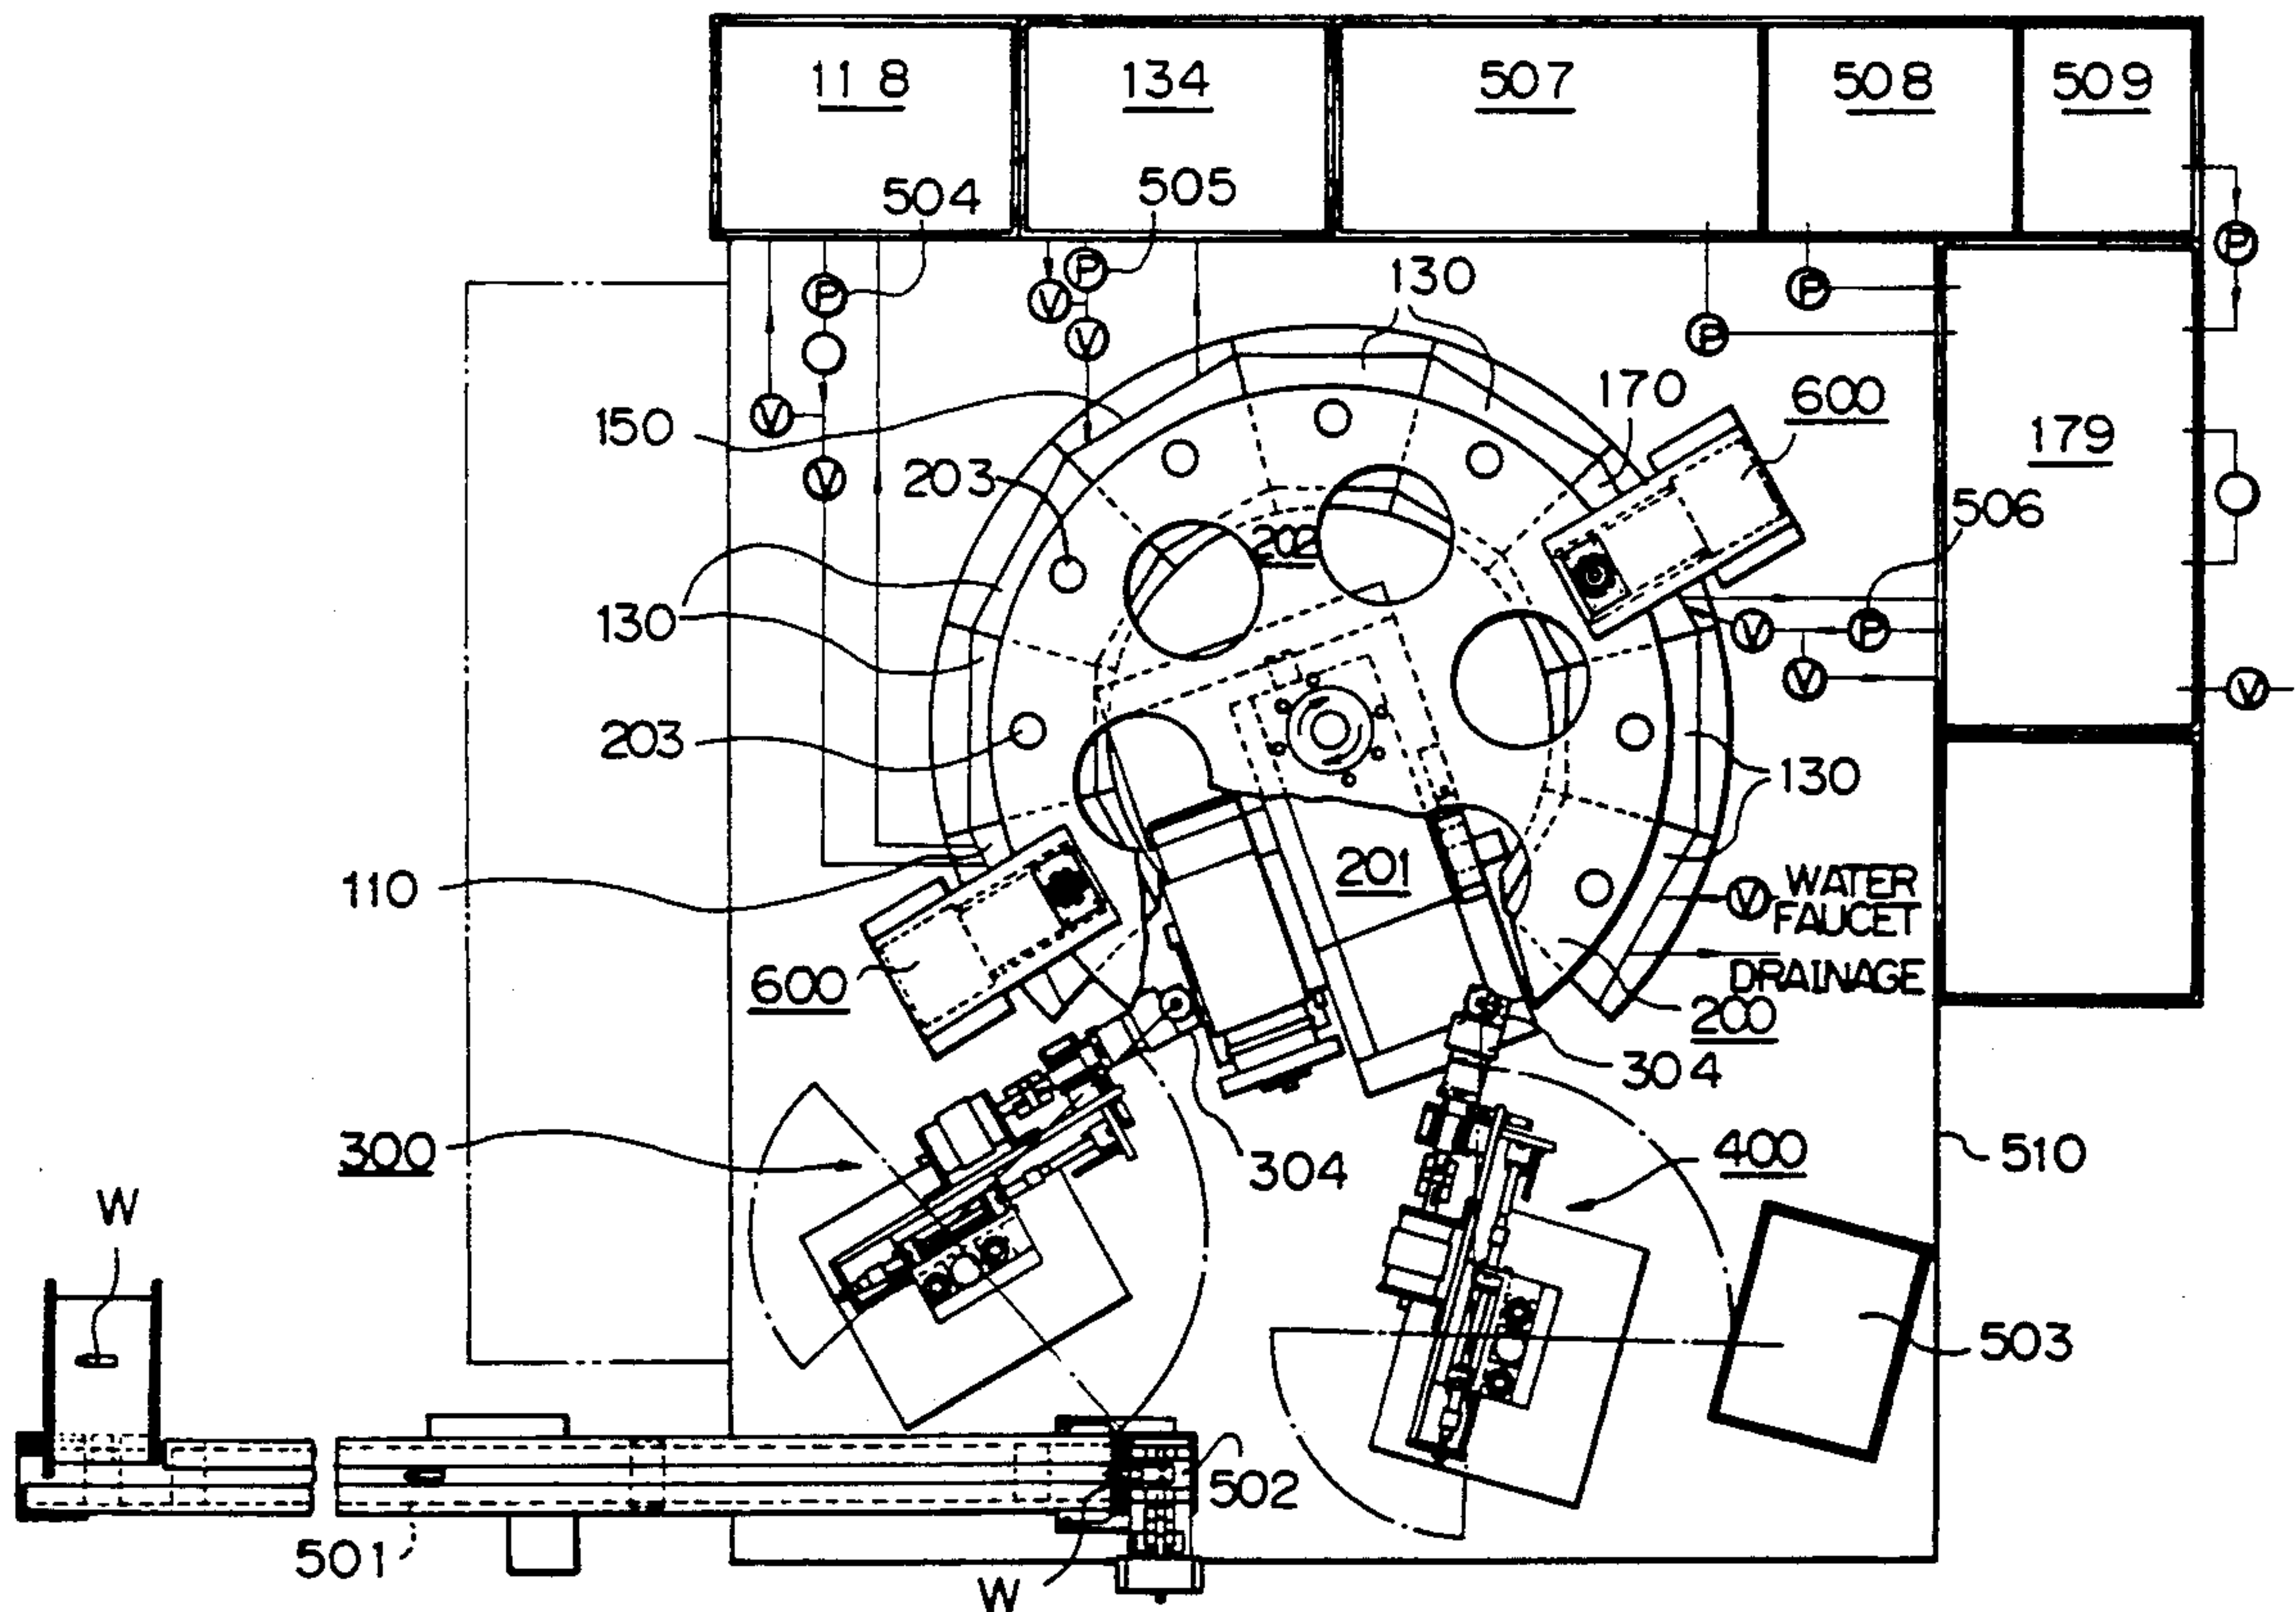 118 134 507 508 509
504 505
P
P V P P
V P
130
V 150 170 600 179
V 203 506
202
130 V P
V V
203 130
110 201 V WATER
FAUCET
DRAINAGE
600 200
304
300 304 400 510
W
503
502
501
W